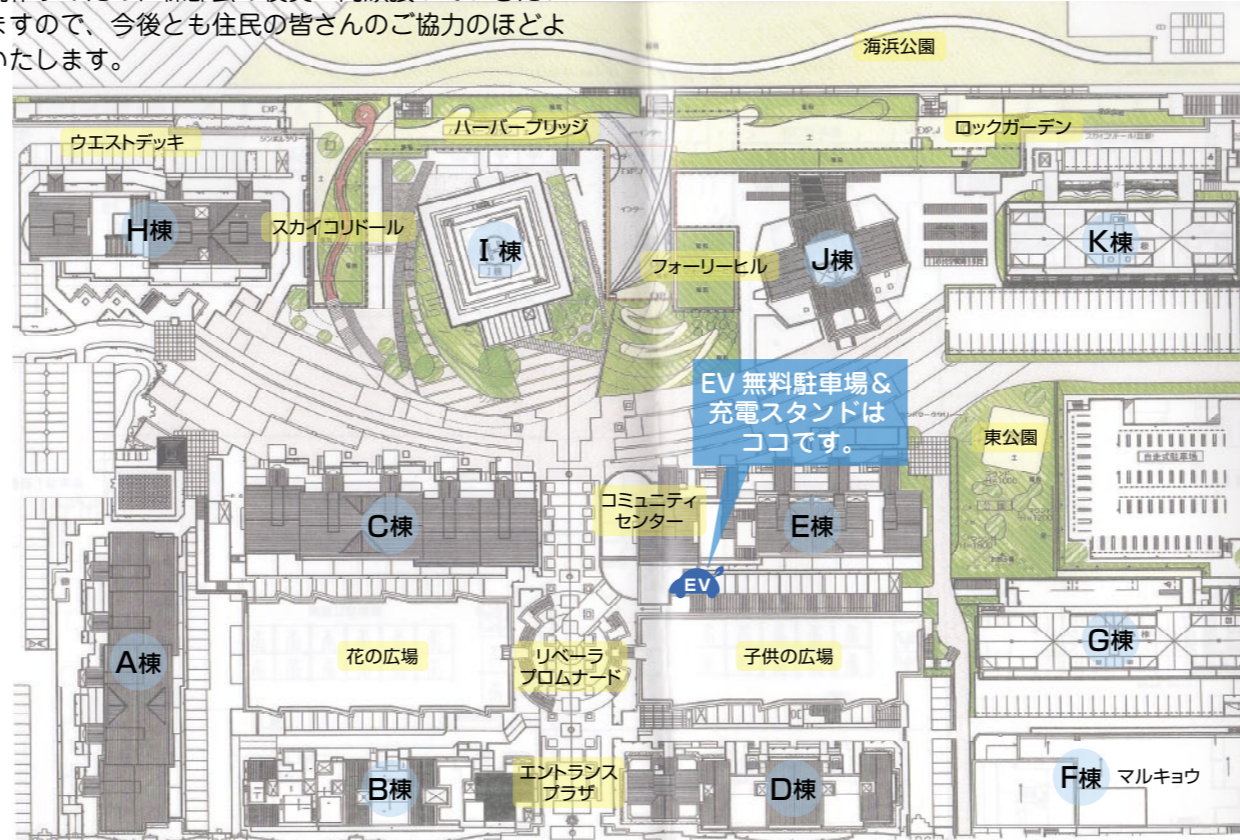 ますので、今後とも住民の皆さんのご協力のほどよ
いたします。
海浜公園
ウエストデッキ
ハーバーブリッジ
ロックガーデン
EXP.J
H棟
スカイコリドール
I棟
フォーリーヒル
J棟
K棟
EV 無料駐車場&
充電スタンドは
ココです。
東公園
自走式駐車場
C棟
コミュニティ
センター
E棟
EV
A棟
花の広場
リベーラ
プロムナード
子供の広場
G棟
B棟
エントランス
プラザ
D棟
F棟 マルキョウ